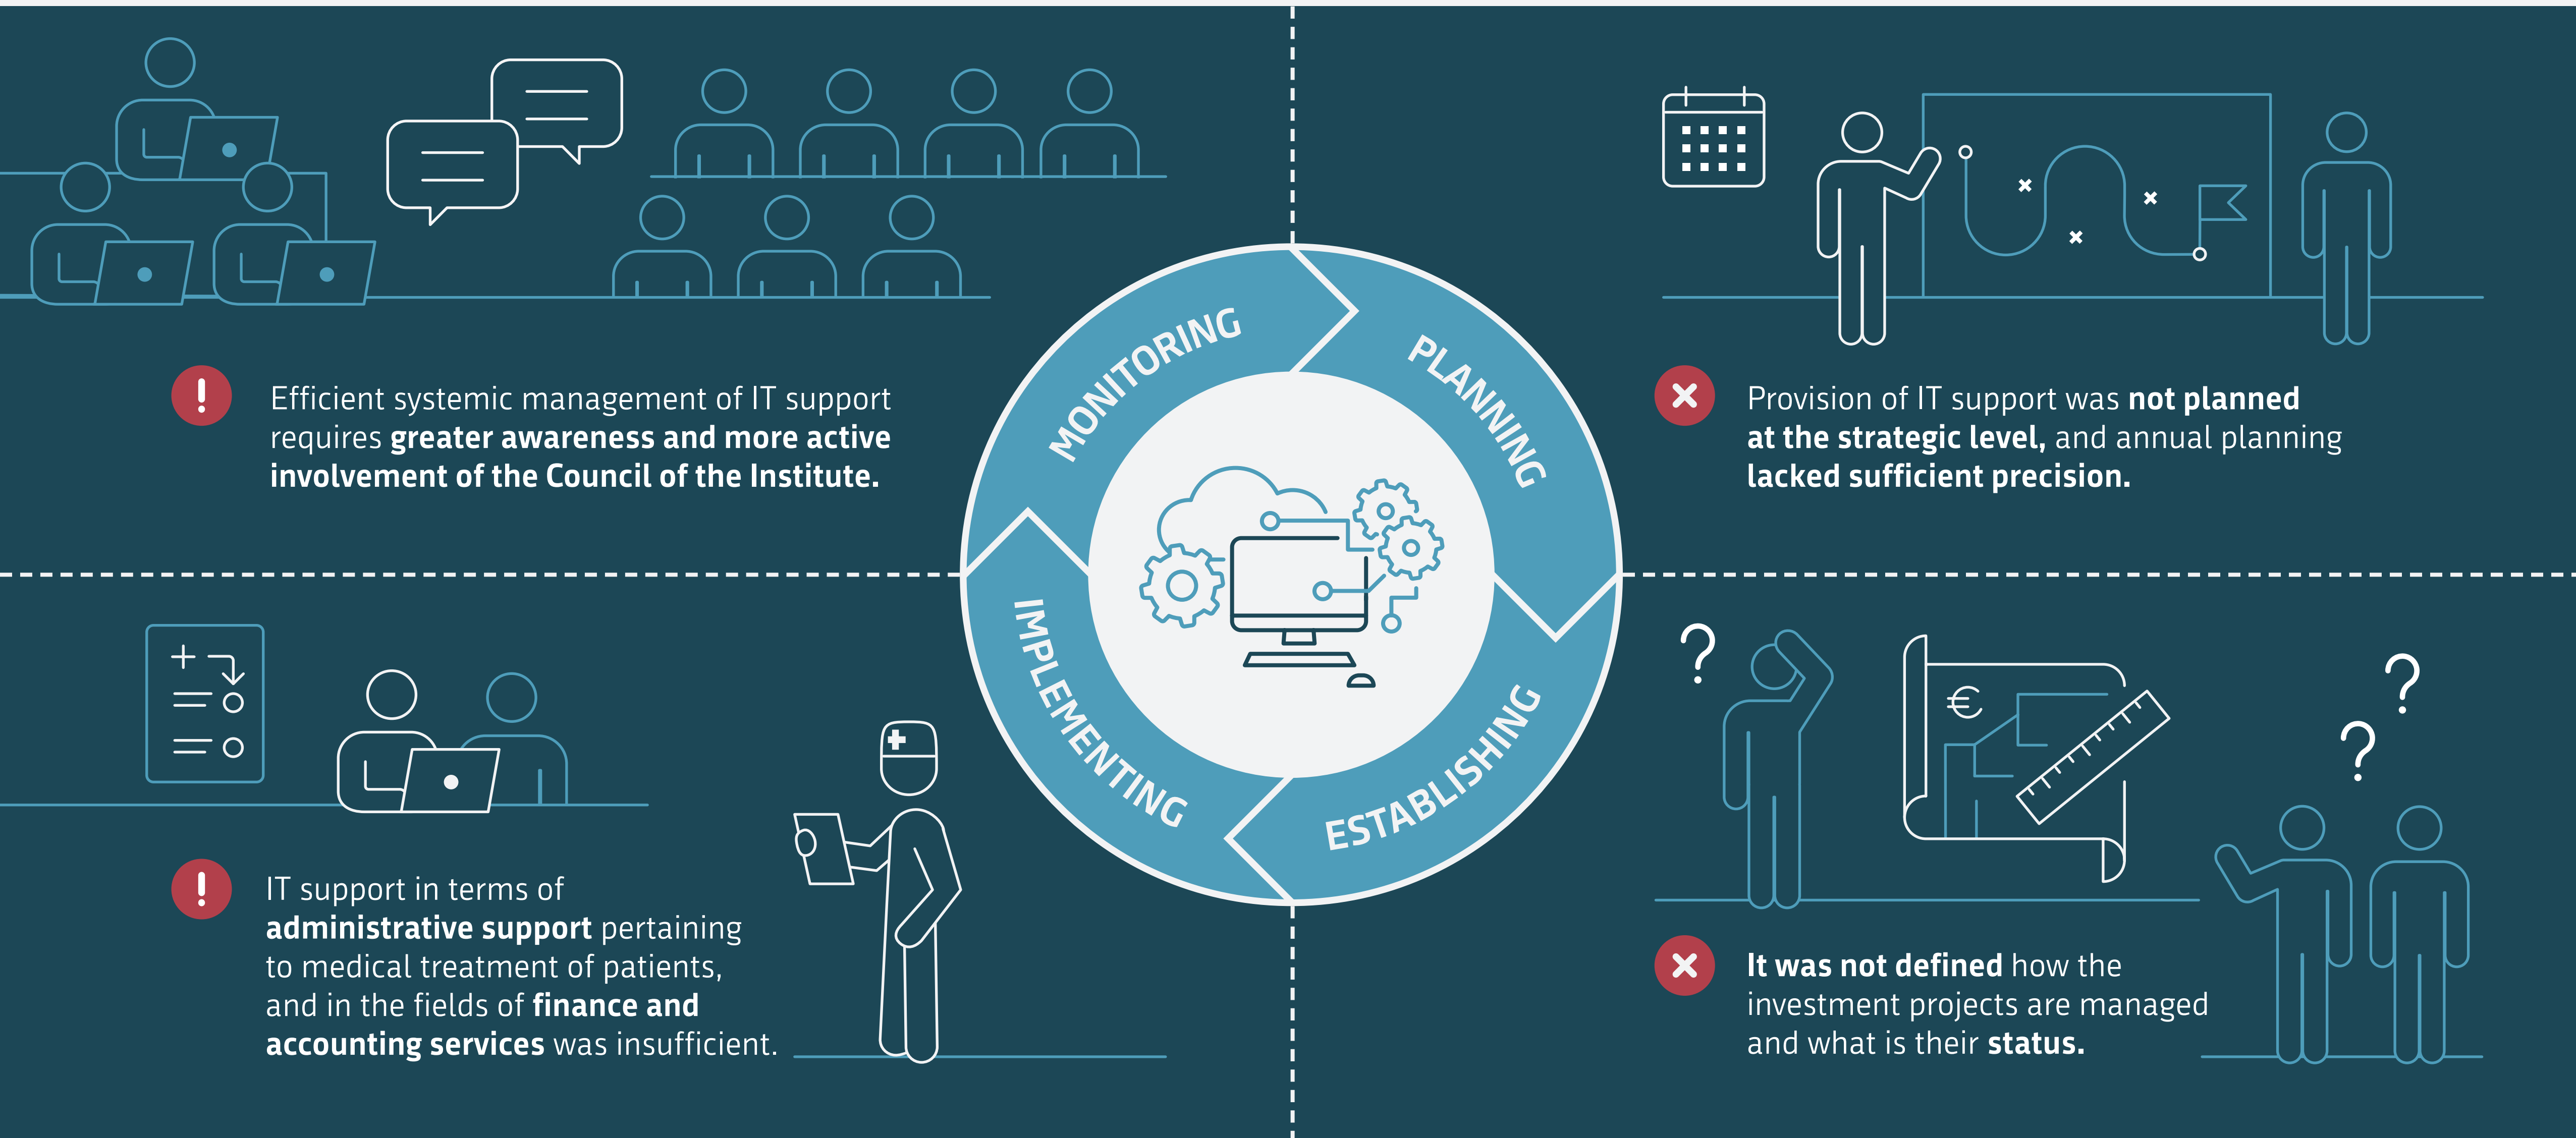 Efficient systemic management of IT support
requires greater awareness and more active
involvement of the Council of the Institute.
Provision of IT support was not planned
at the strategic level, and annual planning
lacked sufficient precision.
MONITORING
PLANNING
IMPLEMENTING
ESTABLISHING
IT support in terms of
administrative support pertaining
to medical treatment of patients,
and in the fields of finance and
accounting services was insufficient.
€
?
?
?
It was not defined how the
investment projects are managed
and what is their status.